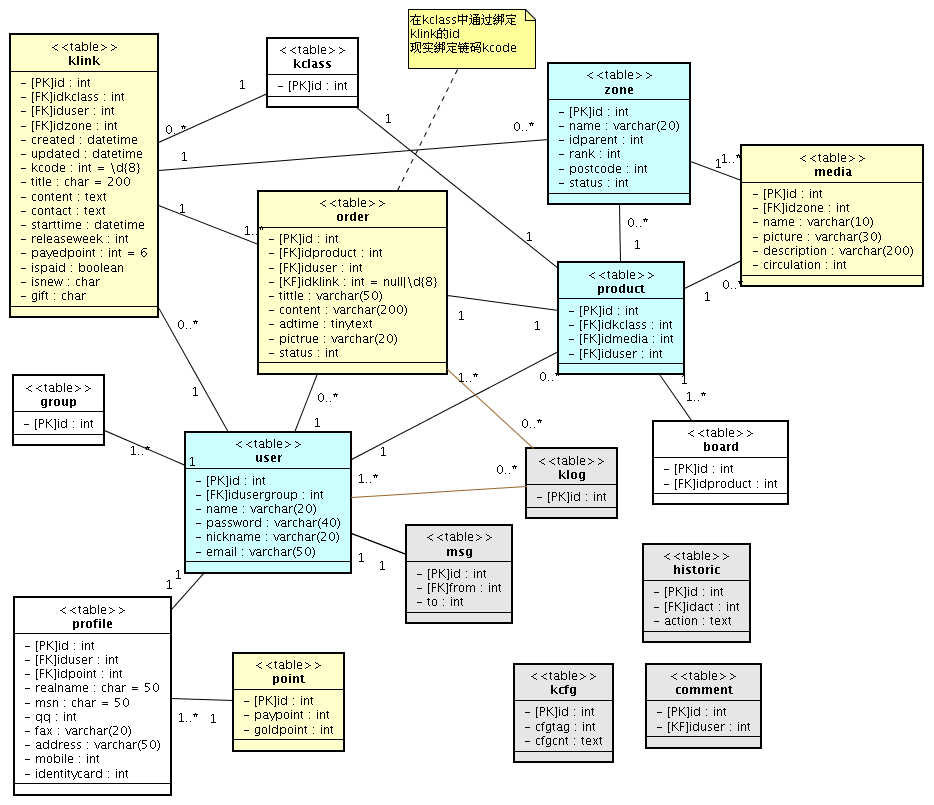 在kclass中通过绑定
klink的id
现实绑定链码kcode
<<table>>
klink
- [PK]id : int
- [FK]idkclass : int
- [FK]iduser : int
- [FK]idzone : int
- created : datetime
- updated : datetime
- kcode : int = \d{8}
- title : char = 200
- content : text
- contact : text
- starttime : datetime
- releaseweek : int
- payedpoint : int = 6
- ispaid : boolean
- isnew : char
- gift : char
<<table>>
kclass
- [PK]id : int
<<table>>
zone
- [PK]id : int
- name : varchar(20)
- idparent : int
- rank : int
- postcode : int
- status : int
<<table>>
media
- [PK]id : int
- [FK]idzone : int
- name : varchar(10)
- picture : varchar(30)
- description : varchar(200)
- circulation : int
<<table>>
order
- [PK]id : int
- [FK]idproduct : int
- [FK]iduser : int
- [KF]idklink : int = null|\d{8}
- tittle : varchar(50)
- content : varchar(200)
- adtime : tinytext
- pictrue : varchar(20)
- status : int
<<table>>
product
- [PK]id : int
- [FK]idkclass : int
- [FK]idmedia : int
- [FK]iduser : int
<<table>>
group
- [PK]id : int
<<table>>
user
- [PK]id : int
- [FK]idusergroup : int
- name : varchar(20)
- password : varchar(40)
- nickname : varchar(20)
- email : varchar(50)
<<table>>
klog
- [PK]id : int
<<table>>
board
- [PK]id : int
- [FK]idproduct : int
<<table>>
msg
- [PK]id : int
- [FK]from : int
- to : int
<<table>>
historic
- [PK]id : int
- [FK]idact : int
- action : text
<<table>>
profile
- [PK]id : int
- [FK]iduser : int
- [FK]idpoint : int
- realname : char = 50
- msn : char = 50
- qq : int
- fax : varchar(20)
- address : varchar(50)
- mobile : int
- identitycard : int
<<table>>
point
- [PK]id : int
- paypoint : int
- goldpoint : int
<<table>>
kcfg
- [PK]id : int
- cfgtag : int
- cfgcnt : text
<<table>>
comment
- [PK]id : int
- [KF]iduser : int
1
0..*
1
0..*
1
1..*
1
1
1
1..*
0..*
1
1
0..*
1
1
0..*
1
0..*
1
1
0..*
1
1..*
1..*
0..*
1..*
0..*
1..*
1
1
1
1
1
1..*
1